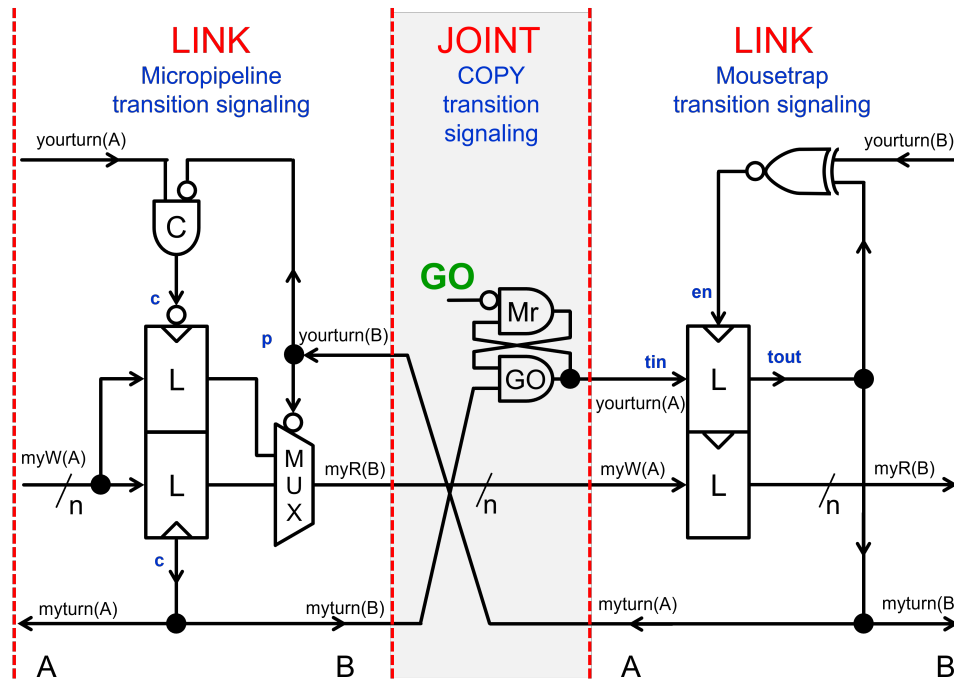 LINK
Micropipeline
transition signaling
JOINT
COPY
transition
signaling
LINK
Mousetrap
transition signaling
yourturn(A)
yourturn(B)
C
GO
Mr
GO
c
p
yourturn(B)
en
tin
tout
yourturn(A)
L
L
myW(A)
n
L
M
U
X
myR(B)
n
myW(A)
L
n
myR(B)
c
myturn(A)
myturn(B)
myturn(A)
myturn(B
A
B
A
B